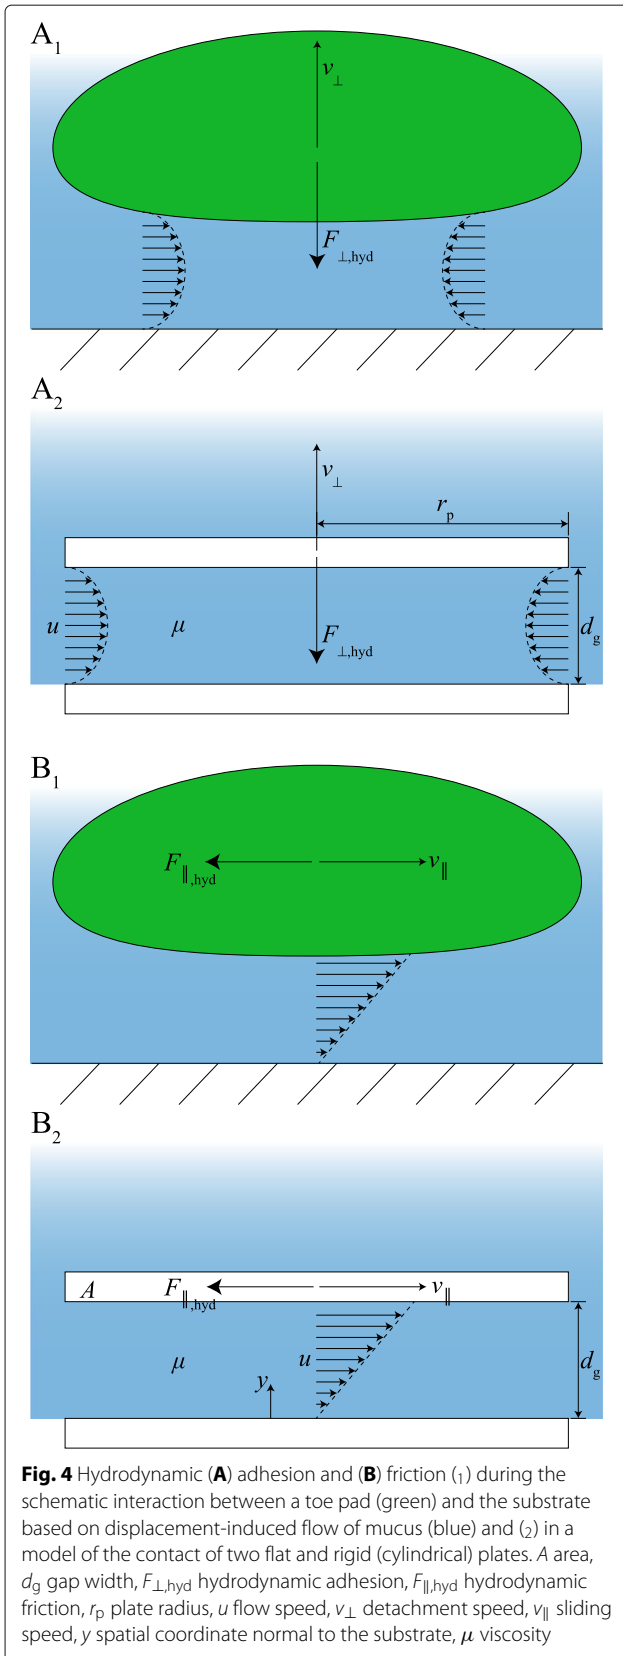 A₁
v⊥
F⊥,hyd
A₂
v⊥
rₚ
u
μ
F⊥,hyd
d_g
B₁
F∥,hyd
v∥
B₂
A
F∥,hyd
v∥
μ
u
d_g
y
Fig. 4 Hydrodynamic (A) adhesion and (B) friction (₁) during the
schematic interaction between a toe pad (green) and the substrate
based on displacement-induced flow of mucus (blue) and (₂) in a
model of the contact of two flat and rigid (cylindrical) plates. A area,
d_g gap width, F⊥,hyd hydrodynamic adhesion, F∥,hyd hydrodynamic
friction, rₚ plate radius, u flow speed, v⊥ detachment speed, v∥ sliding
speed, y spatial coordinate normal to the substrate, μ viscosity